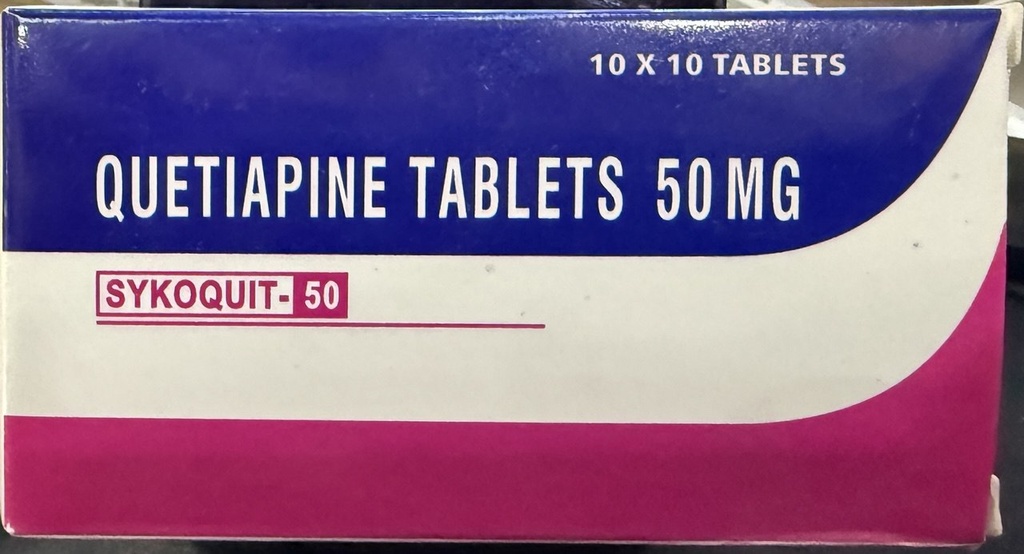 10 X 10 TABLETS
QUETIAPINE TABLETS 50 MG
SYKOQUIT- 50